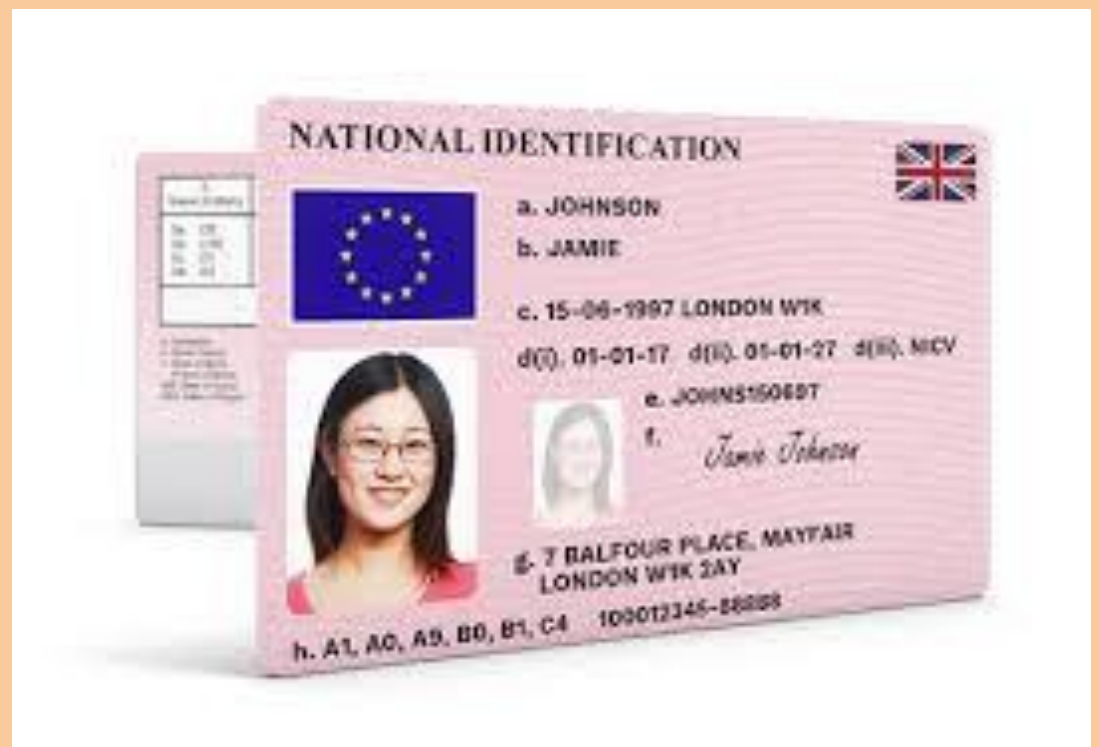 NATIONAL IDENTIFICATION
a. JOHNSON
b. JAMIE
c. 15-06-1997 LONDON W1K
d(i). 01-01-17 d(ii). 01-01-27 d(iii). NICV
e. JOHNS150697
f. Jamie Johnson
g. 7 BALFOUR PLACE, MAYFAIR
LONDON W1K 2AY
h. A1, A0, A9, B0, B1, C4 100012345-88888